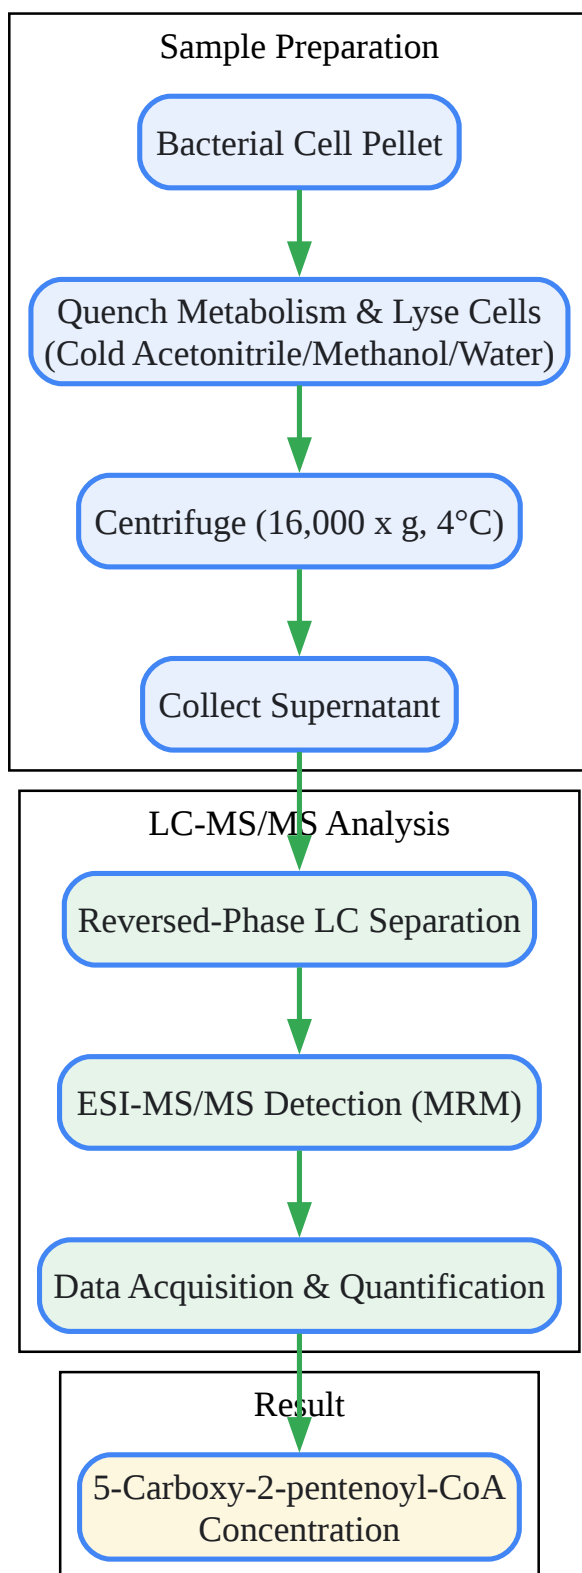 Sample Preparation
Bacterial Cell Pellet
Quench Metabolism & Lyse Cells
(Cold Acetonitrile/Methanol/Water)
Centrifuge (16,000 x g, 4°C)
Collect Supernatant
LC-MS/MS Analysis
Reversed-Phase LC Separation
ESI-MS/MS Detection (MRM)
Data Acquisition & Quantification
Result
5-Carboxy-2-pentenoyl-CoA
Concentration